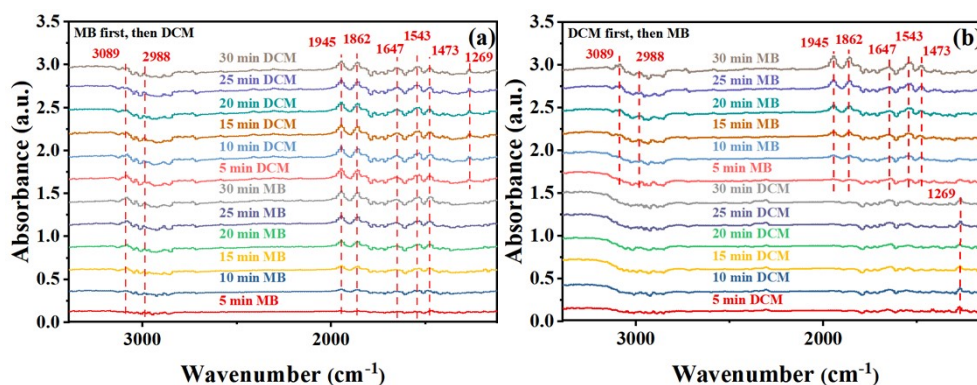 MB first, then DCM
(a)
3089
2988
1945
1862
1647
1543
1473
1269
30 min DCM
25 min DCM
20 min DCM
15 min DCM
10 min DCM
5 min DCM
30 min MB
25 min MB
20 min MB
15 min MB
10 min MB
5 min MB
3.5
3.0
2.5
2.0
1.5
1.0
0.5
0.0
Absorbance (a.u.)
3000
2000
Wavenumber (cm⁻¹)
DCM first, then MB
(b)
3089
2988
1945
1862
1647
1543
1473
1269
30 min MB
25 min MB
20 min MB
15 min MB
10 min MB
5 min MB
30 min DCM
25 min DCM
20 min DCM
15 min DCM
10 min DCM
5 min DCM
3.5
3.0
2.5
2.0
1.5
1.0
0.5
0.0
Absorbance (a.u.)
3000
2000
Wavenumber (cm⁻¹)